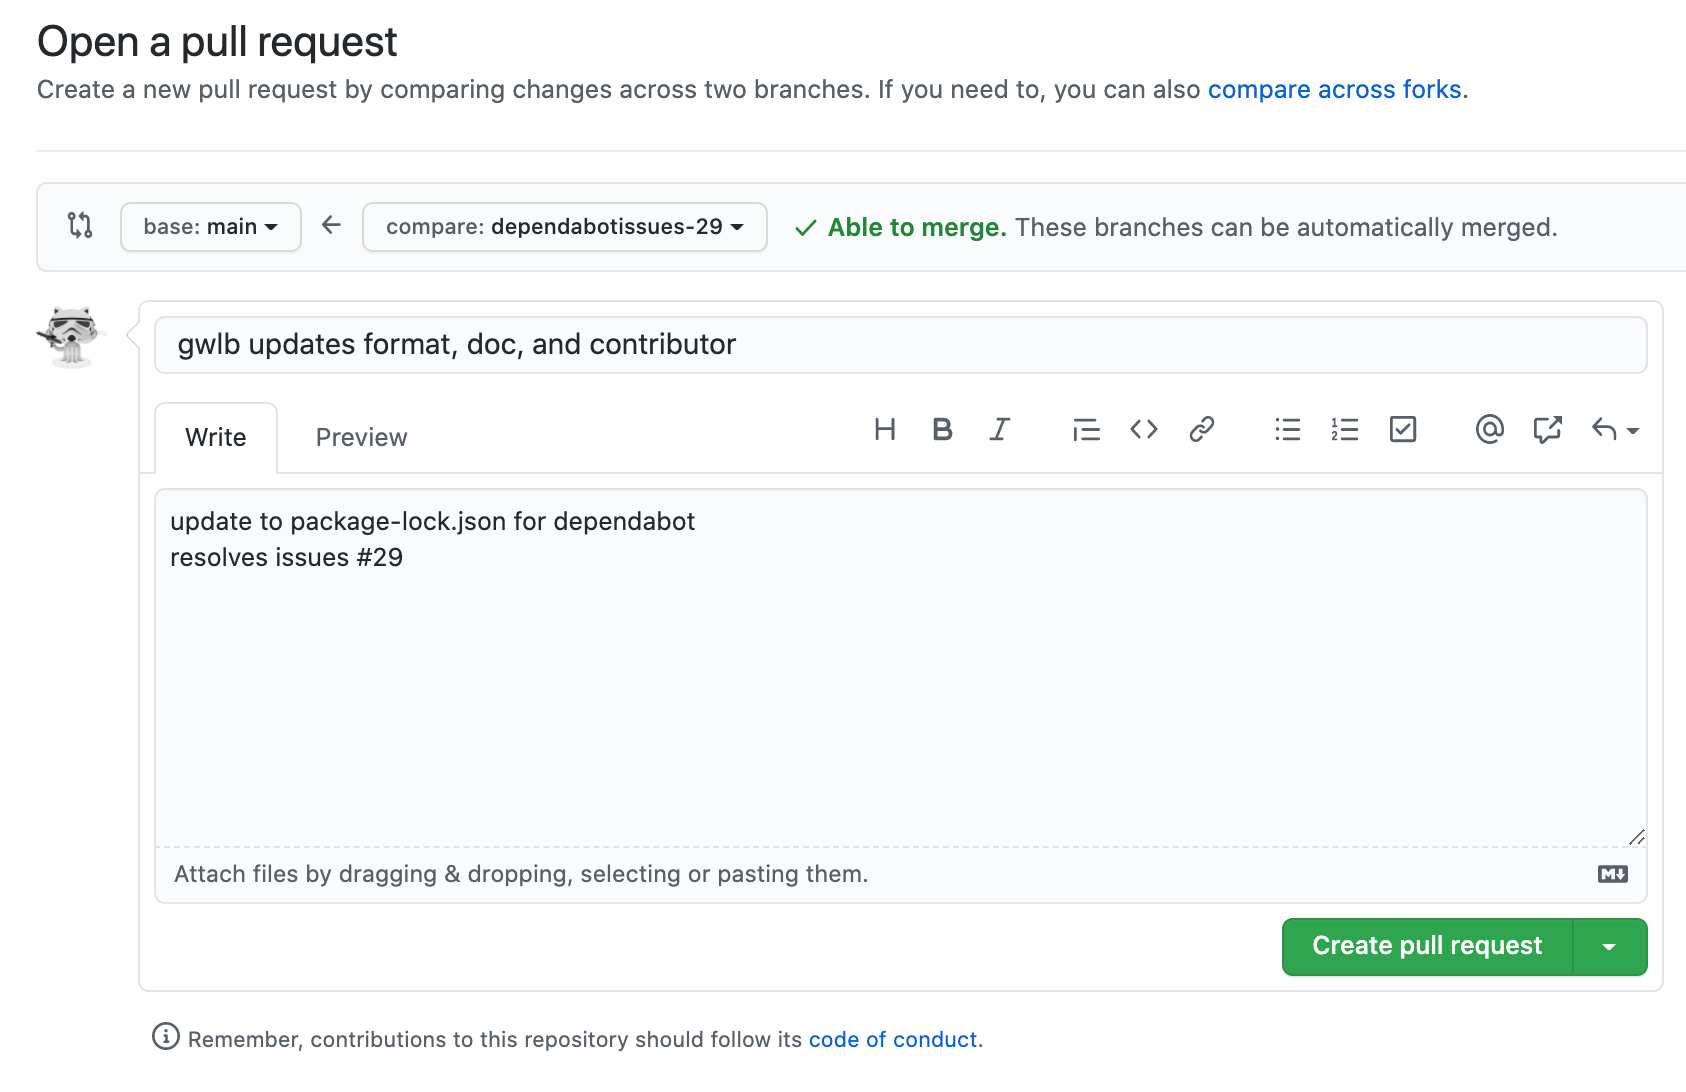 Open a pull request
Create a new pull request by comparing changes across two branches. If you need to, you can also compare across forks.
base: main compare: dependabotissues-29 Able to merge. These branches can be automatically merged.
gwlb updates format, doc, and contributor
Write Preview
update to package-lock.json for dependabot
resolves issues #29
Attach files by dragging & dropping, selecting or pasting them.
Create pull request
Remember, contributions to this repository should follow its code of conduct.